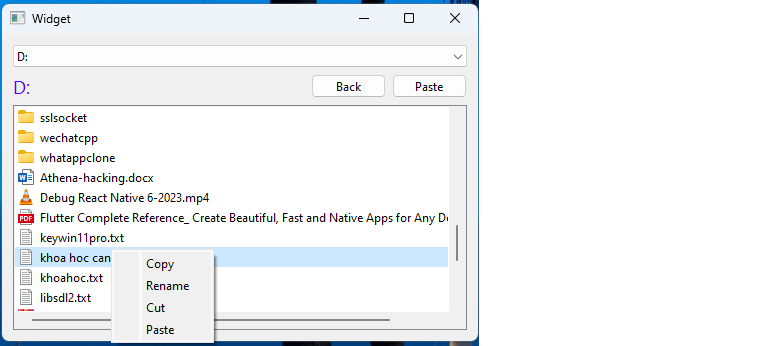 Widget
D:
D:
Back
Paste
sslsocket
wechatcpp
whatappclone
Athena-hacking.docx
Debug React Native 6-2023.mp4
Flutter Complete Reference_ Create Beautiful, Fast and Native Apps for Any
keywin11pro.txt
khoa hoc can
khoahoc.txt
libsdl2.txt
Copy
Rename
Cut
Paste